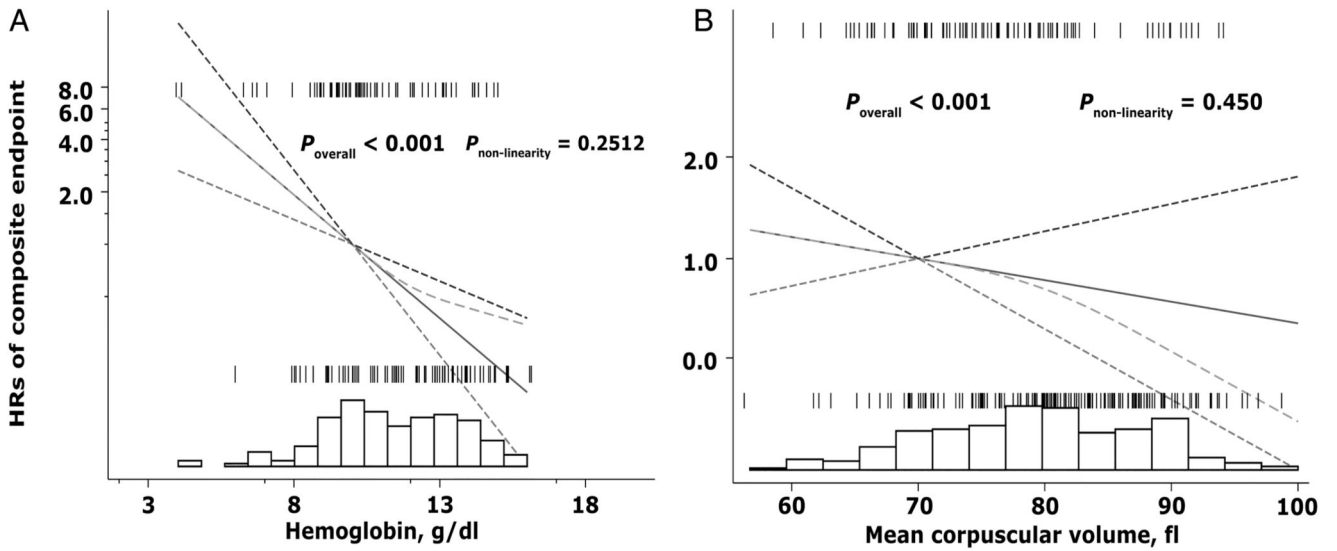 A
HRs of composite endpoint
8.0
6.0
4.0
2.0
P overall < 0.001 P non-linearity = 0.2512
3 8 13 18
Hemoglobin, g/dl
B
P overall < 0.001 P non-linearity = 0.450
2.0
1.0
0.0
60 70 80 90 100
Mean corpuscular volume, fl